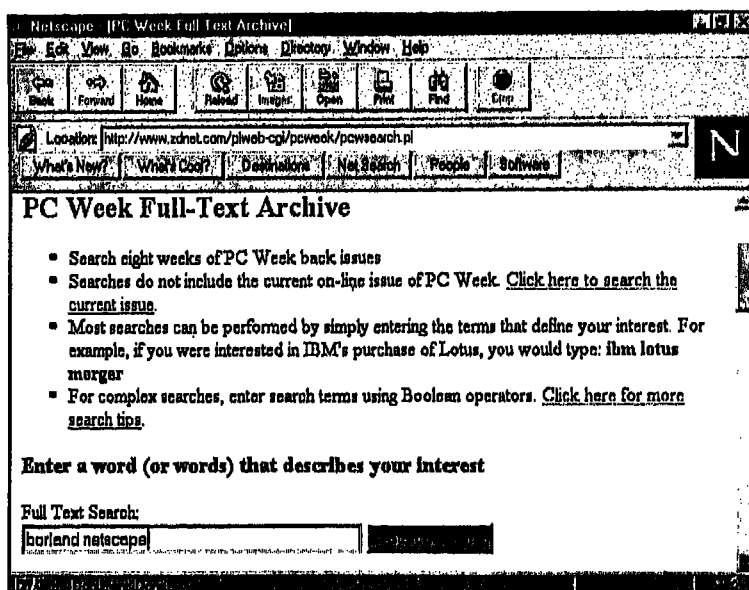 Netscape - [PC Week Full Text Archive]
File Edit View Go Bookmarks Options Directory Window Help
Back Forward Home Reload Images Open Print Find Stop
Location: http://www.zdnet.com/plweb-cgi/pcweek/pcwsearch.pl
N
What's New? What's Cool? Destinations Net Search People Software
PC Week Full-Text Archive
▪ Search eight weeks of PC Week back issues
▪ Searches do not include the current on-line issue of PC Week. Click here to search the
current issue.
▪ Most searches can be performed by simply entering the terms that define your interest. For
example, if you were interested in IBM's purchase of Lotus, you would type: ibm lotus
merger
▪ For complex searches, enter search terms using Boolean operators. Click here for more
search tips.
Enter a word (or words) that describes your interest
Full Text Search:
borland netscape